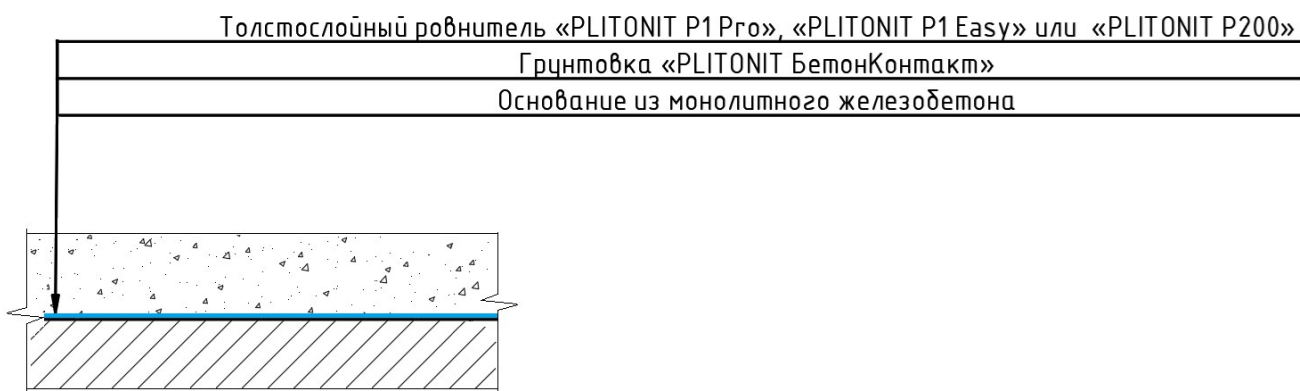 Толстослойный ровнитель «PLITONIT P1 Pro», «PLITONIT P1 Easy» или «PLITONIT P200»
Грунтовка «PLITONIT БетонКонтакт»
Основание из монолитного железобетона